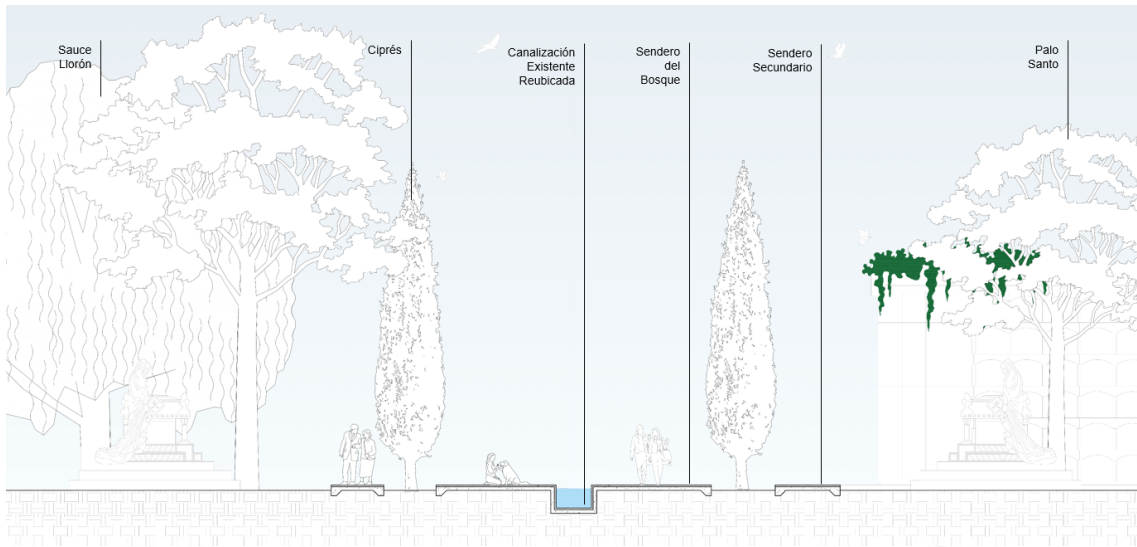 Sauce
Llorón
Ciprés
Canalización
Existente
Reubicada
Sendero
del
Bosque
Sendero
Secundario
Palo
Santo